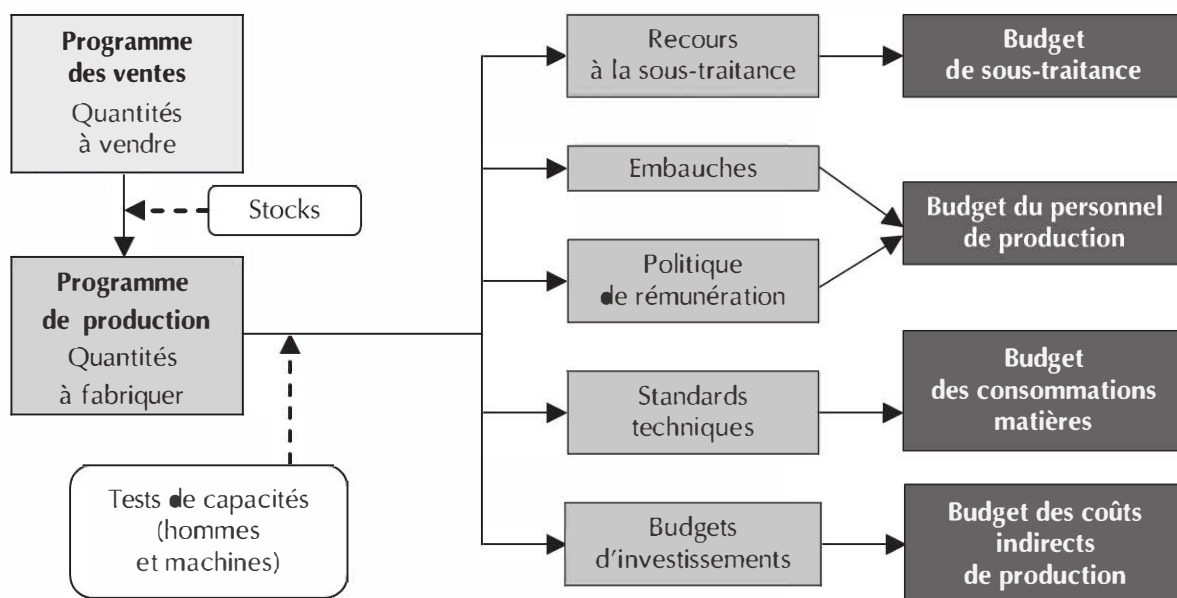 Programme
des ventes
Quantités
à vendre
Stocks
Programme
de production
Quantités
à fabriquer
Tests de capacités
(hommes
et machines)
Recours
à la sous-traitance
Embauches
Politique
de rémunération
Standards
techniques
Budgets
d'investissements
Budget
de sous-traitance
Budget du personnel
de production
Budget
des consommations
matières
Budget des coûts
indirects
de production